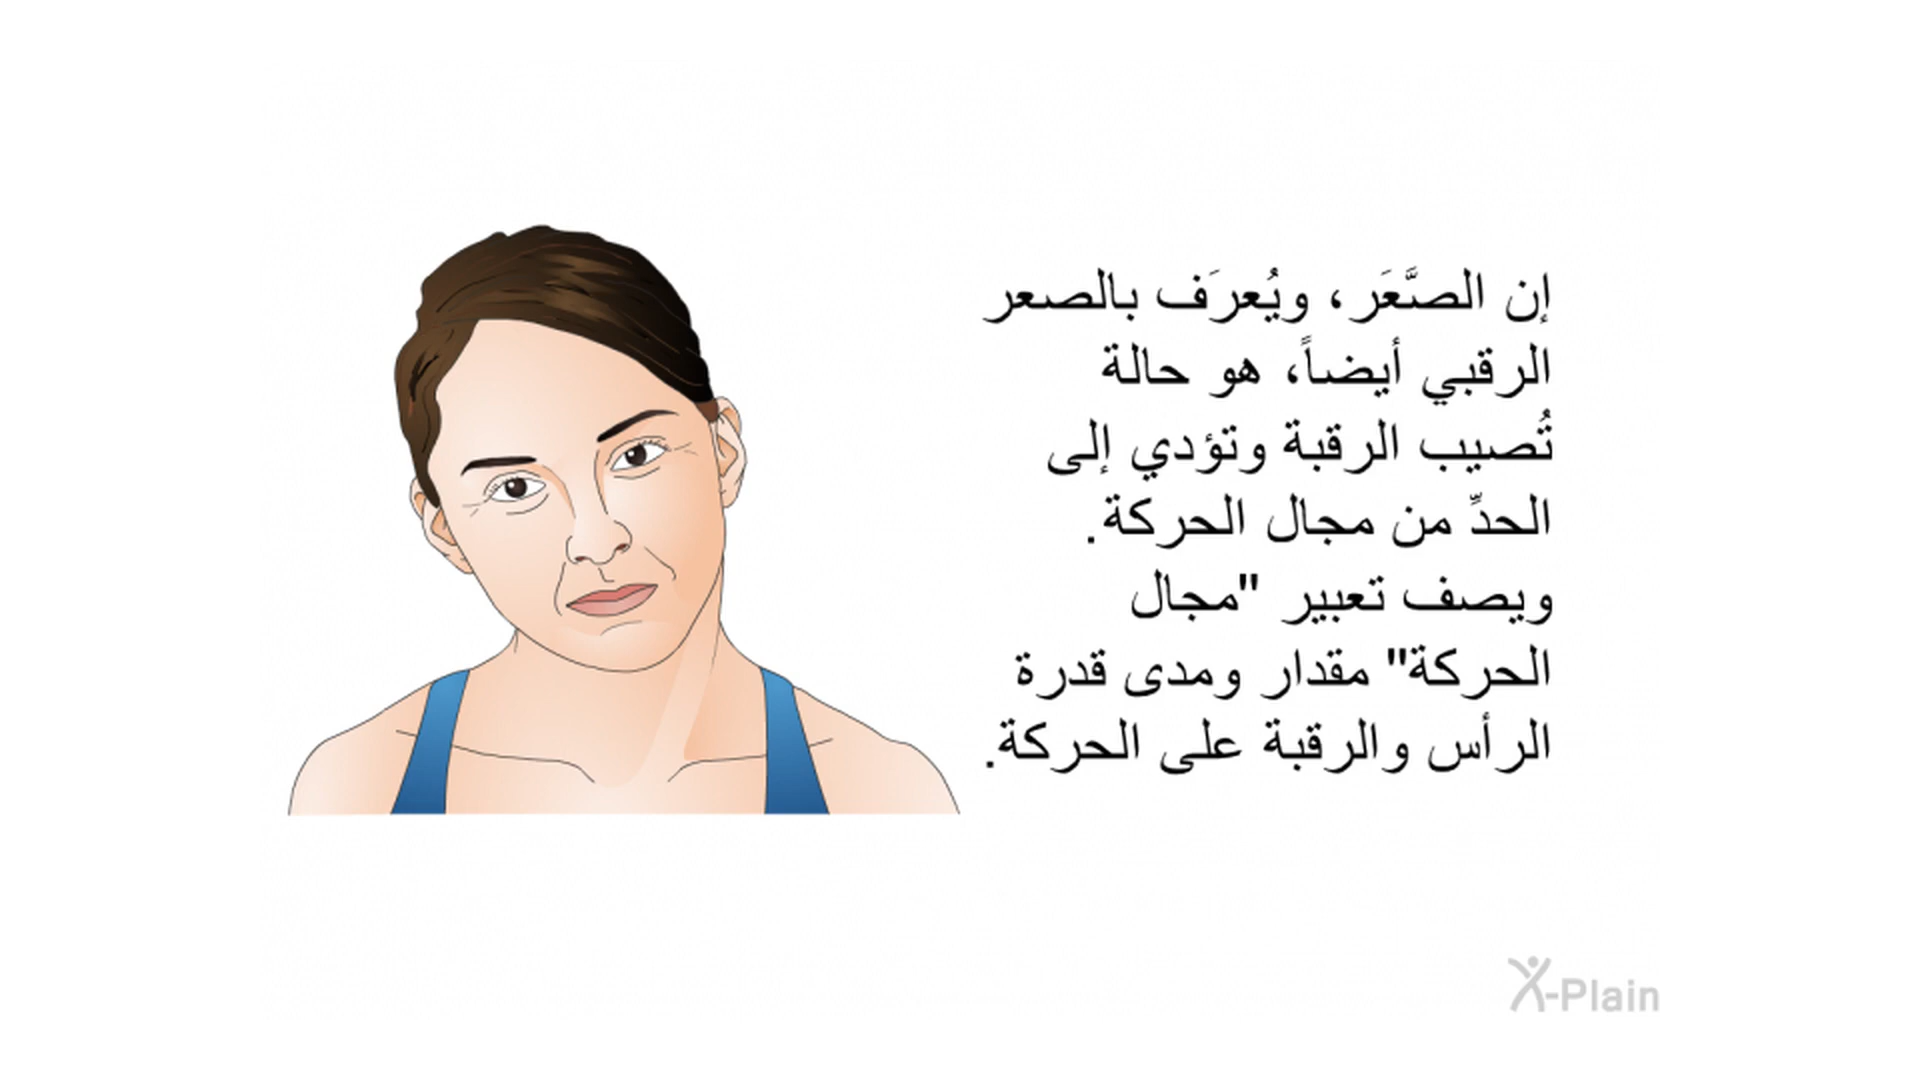 إن الصَّعَر، ويُعرَف بالصعر
الرقبي أيضاً، هو حالة
تُصيب الرقبة وتؤدي إلى
الحدِّ من مجال الحركة.
ويصف تعبير "مجال
الحركة" مقدار ومدى قدرة
الرأس والرقبة على الحركة.
X-Plain